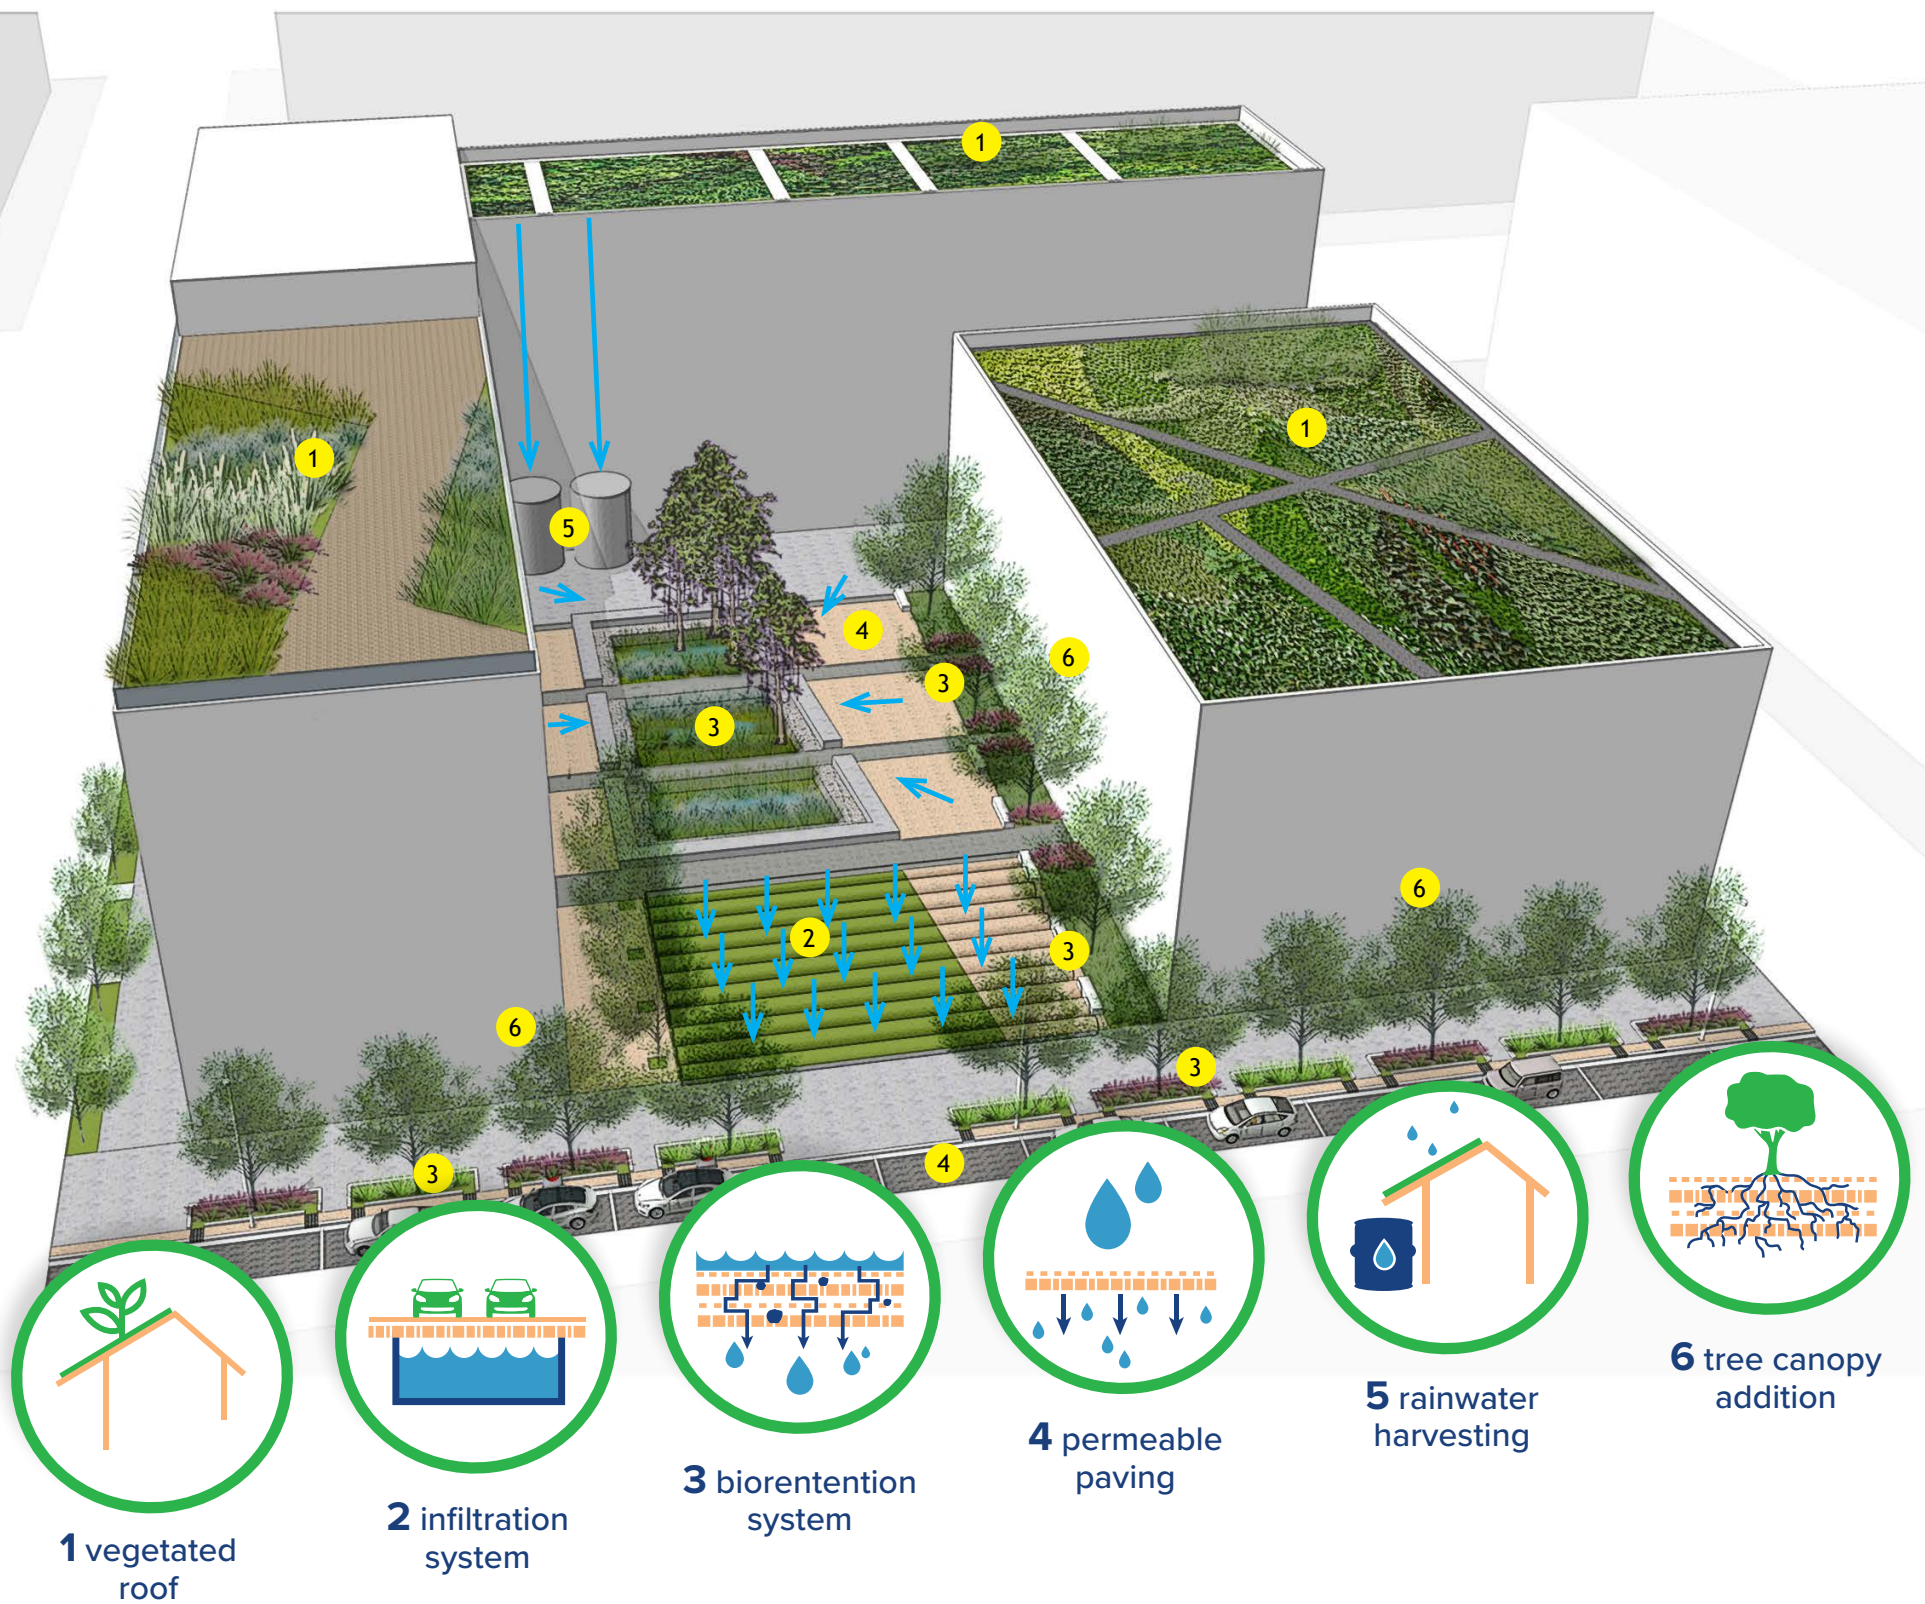 1
1
1
5
4
6
3
3
6
2
3
6
3
4
3
1 vegetated
roof
2 infiltration
system
3 biorentention
system
4 permeable
paving
5 rainwater
harvesting
6 tree canopy
addition